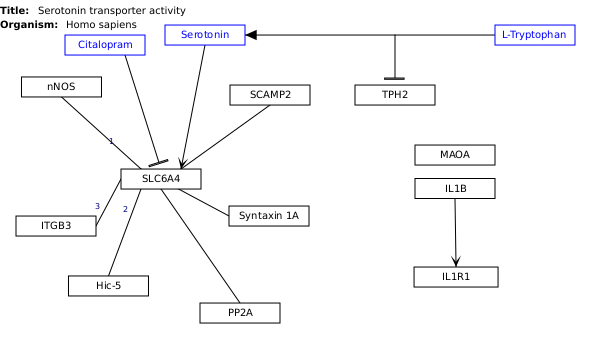 Title: Serotonin transporter activity
Organism: Homo sapiens
Citalopram
Serotonin
L-Tryptophan
nNOS
SCAMP2
TPH2
1
MAOA
SLC6A4
IL1B
3
2
ITGB3
Syntaxin 1A
Hic-5
IL1R1
PP2A